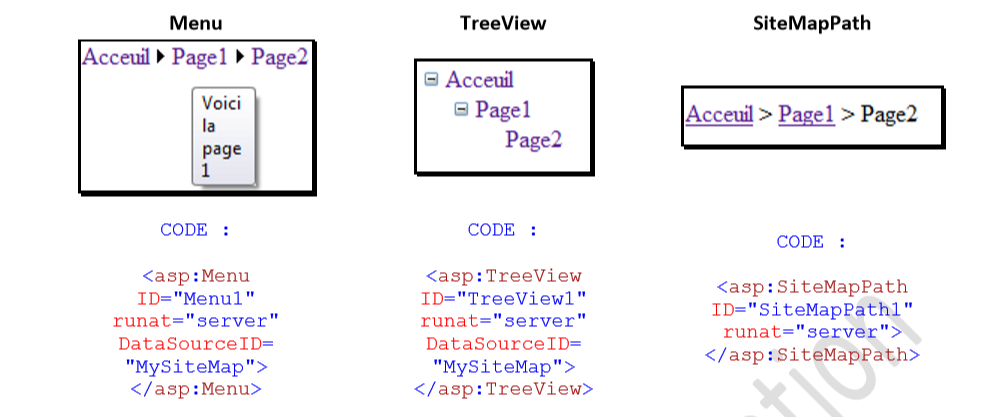 Menu
Acceuil Page1 Page2
Voici
la
page
1
CODE :
<asp:Menu
ID="Menu1"
runat="server"
DataSourceID=
"MySiteMap">
</asp:Menu>
TreeView
Acceuil
Page1
Page2
CODE :
<asp:TreeView
ID="TreeView1"
runat="server"
DataSourceID=
"MySiteMap">
</asp:TreeView>
SiteMapPath
Acceuil > Page1 > Page2
CODE :
<asp:SiteMapPath
ID="SiteMapPath1"
runat="server">
</asp:SiteMapPath>